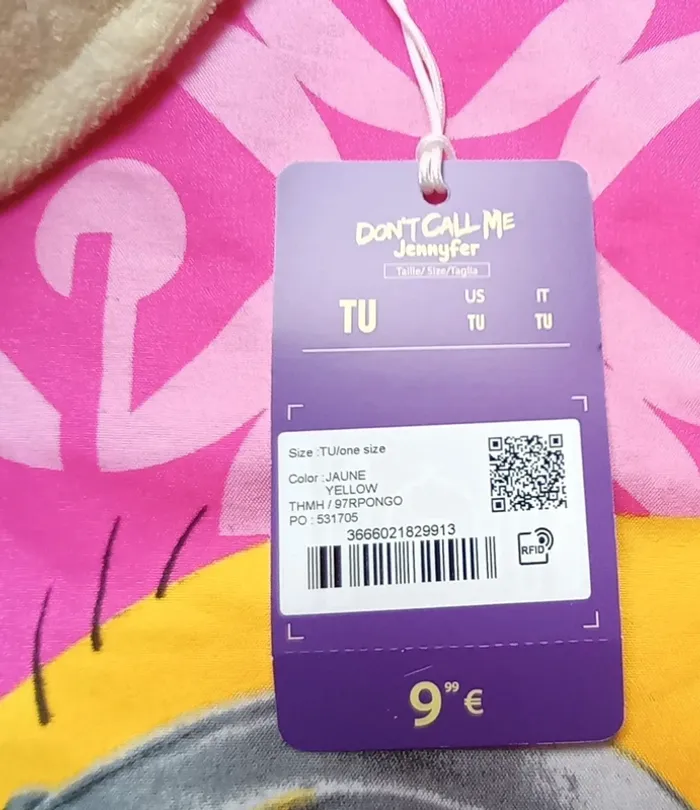 DON'T CALL ME
Jennyfer
Taille/ Size/Taglia
TU
US
TU
IT
TU
Size :TU/one size
Color :JAUNE
YELLOW
THMH / 97RPONGO
PO : 531705
3666021829913
RFID
9,99 €